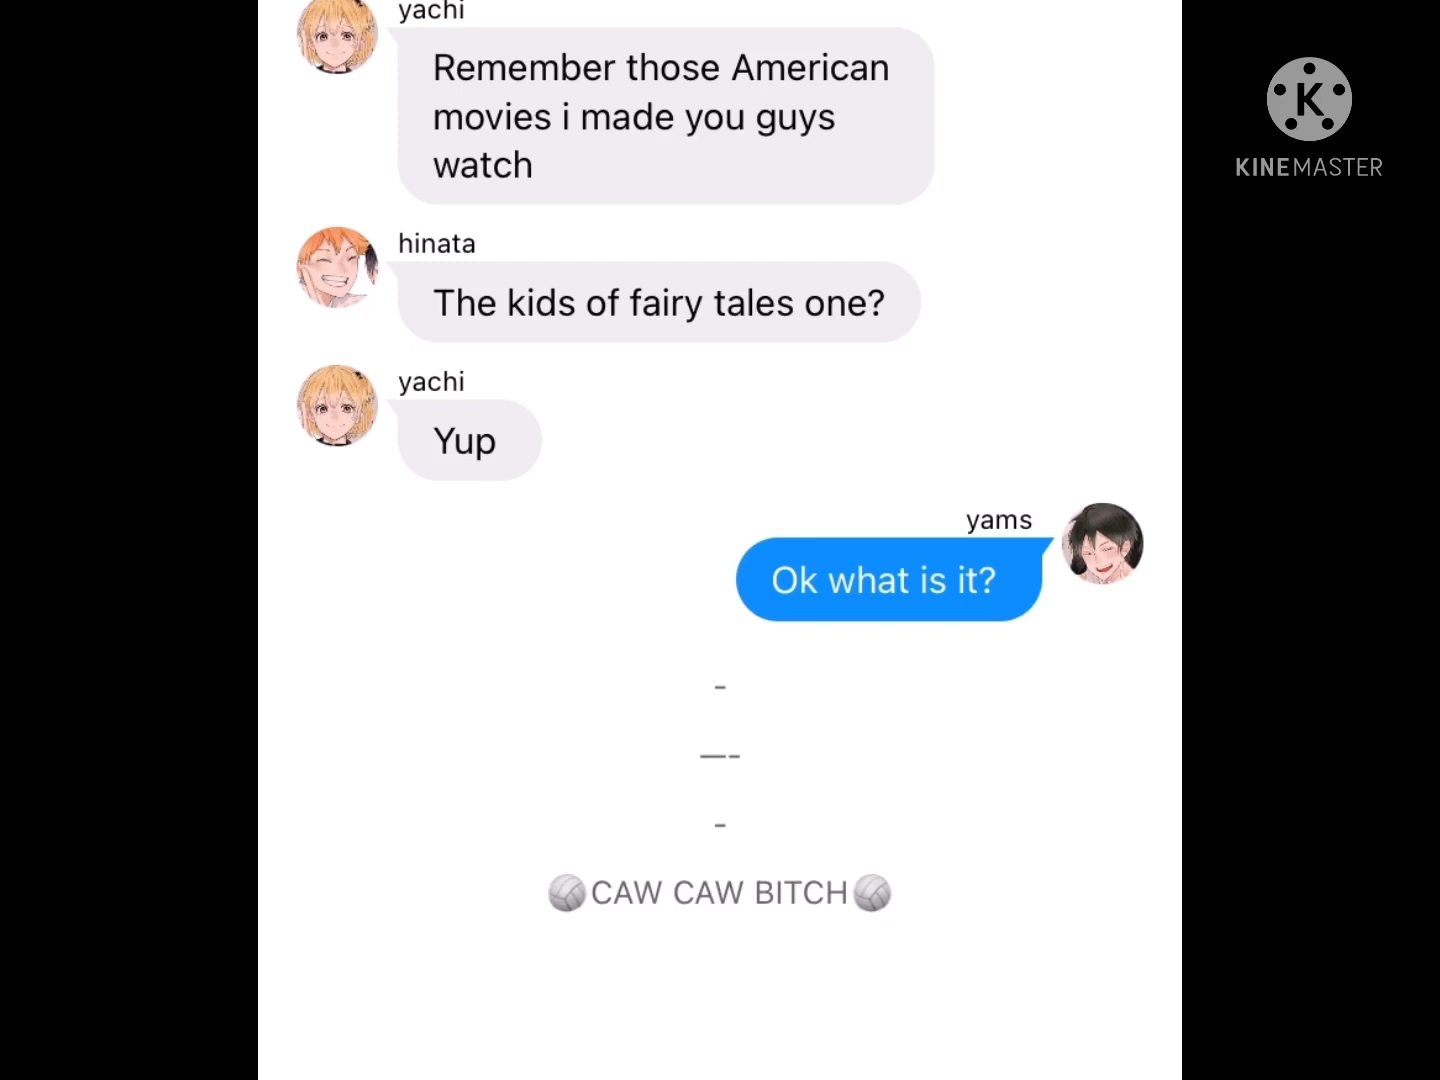 yachi
Remember those American
movies i made you guys
watch
KINEMASTER
hinata
The kids of fairy tales one?
yachi
Yup
yams
Ok what is it?
-
—-
-
🏐CAW CAW BITCH🏐